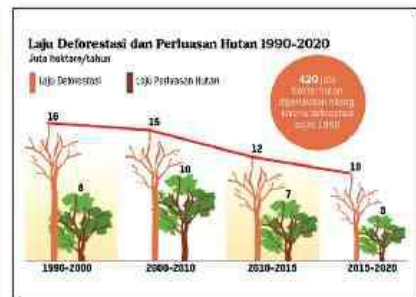 Laju Deforestasi dan Perluasan Hutan 1990-2020
Juta hektare/tahun
Laju Deforestasi
Laju Perluasan Hutan
420 juta
hektar hutan
diperkirakan hilang
karena deforestasi
sejak 1990
16
15
12
10
8
10
7
5
1990-2000
2000-2010
2010-2015
2015-2020